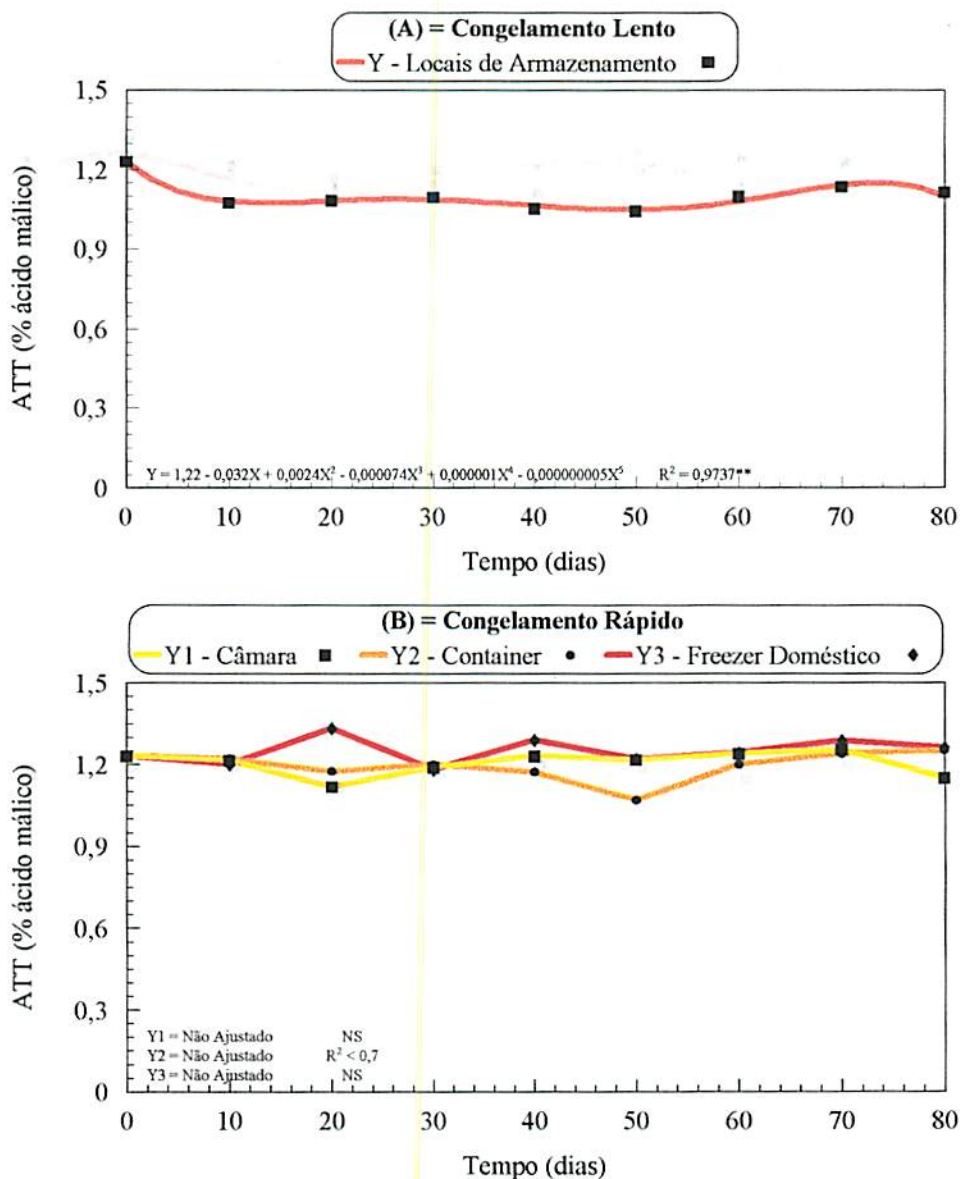 (A) = Congelamento Lento
Y - Locais de Armazenamento
1,5
1,2
0,9
0,6
0,3
0
ATT (% ácido málico)
Y = 1,22 - 0,032X + 0,0024X² - 0,000074X³ + 0,000001X⁴ - 0,000000005X⁵ R² = 0,9737**
0 10 20 30 40 50 60 70 80
Tempo (dias)
(B) = Congelamento Rápido
Y1 - Câmara Y2 - Container Y3 - Freezer Doméstico
1,5
1,2
0,9
0,6
0,3
0
ATT (% ácido málico)
Y1 = Não Ajustado NS
Y2 = Não Ajustado R² < 0,7
Y3 = Não Ajustado NS
0 10 20 30 40 50 60 70 80
Tempo (dias)